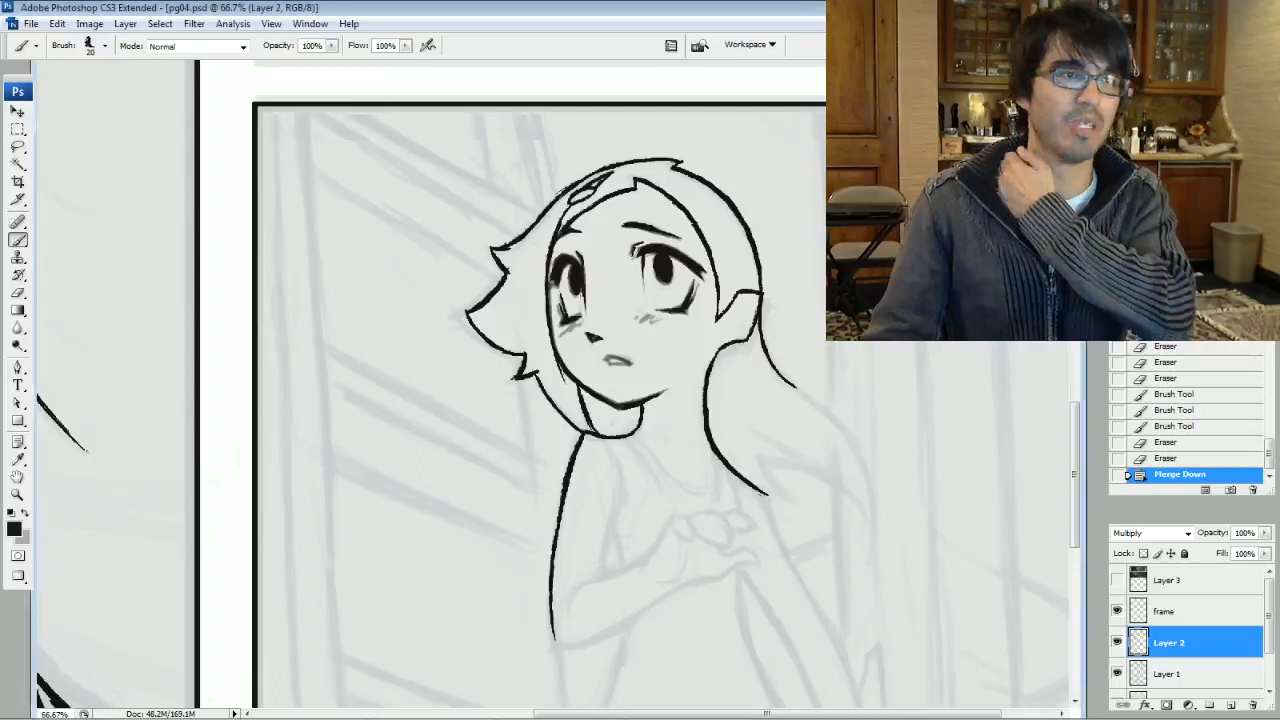 Adobe Photoshop CS3 Extended - [pg04.psd @ 66.7% (Layer 2, RGB/8)]
File Edit Image Layer Select Filter Analysis View Window Help
Brush: 20 Mode: Normal Opacity: 100% Flow: 100% Workspace
Ps
Eraser
Eraser
Eraser
Brush Tool
Brush Tool
Brush Tool
Eraser
Eraser
Merge Down
Multiply Opacity: 100%
Lock: Fill: 100%
Layer 3
frame
Layer 2
Layer 1
66.67% Doc: 48.2M/169.1M